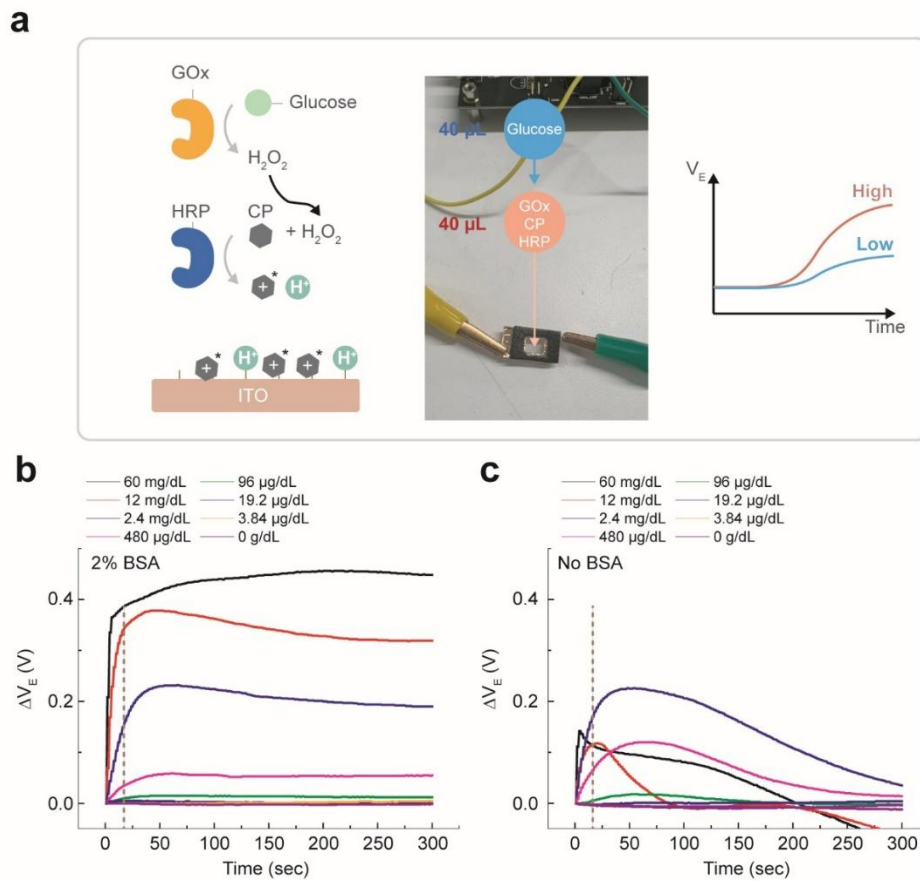 a
GOx
Glucose
H₂O₂
HRP
CP
+ H₂O₂
+
*
H⁺
+
*
H⁺
+
*
+
*
H⁺
ITO
40 µL
Glucose
40 µL
GOx
CP
HRP
V_E
High
Low
Time
b
60 mg/dL
96 µg/dL
12 mg/dL
19.2 µg/dL
2.4 mg/dL
3.84 µg/dL
480 µg/dL
0 g/dL
2% BSA
0.4
0.2
0.0
ΔV_E (V)
0 50 100 150 200 250 300
Time (sec)
c
60 mg/dL
96 µg/dL
12 mg/dL
19.2 µg/dL
2.4 mg/dL
3.84 µg/dL
480 µg/dL
0 g/dL
No BSA
0.4
0.2
0.0
ΔV_E (V)
0 50 100 150 200 250 300
Time (sec)